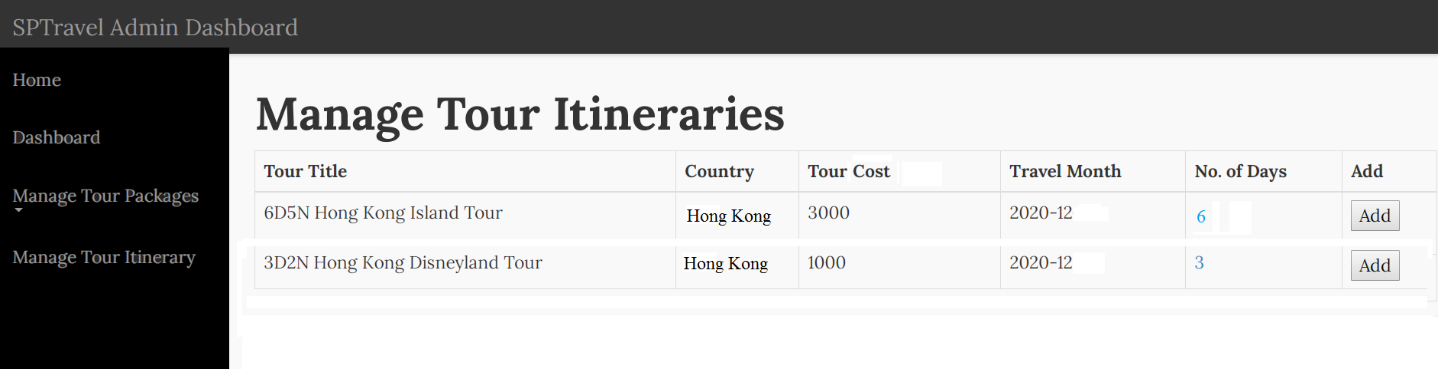 SPTravel Admin Dashboard
Home
Dashboard
Manage Tour Packages
Manage Tour Itinerary
Manage Tour Itineraries
Tour Title Country Tour Cost Travel Month No. of Days Add
6D5N Hong Kong Island Tour Hong Kong 3000 2020-12 6 Add
3D2N Hong Kong Disneyland Tour Hong Kong 1000 2020-12 3 Add